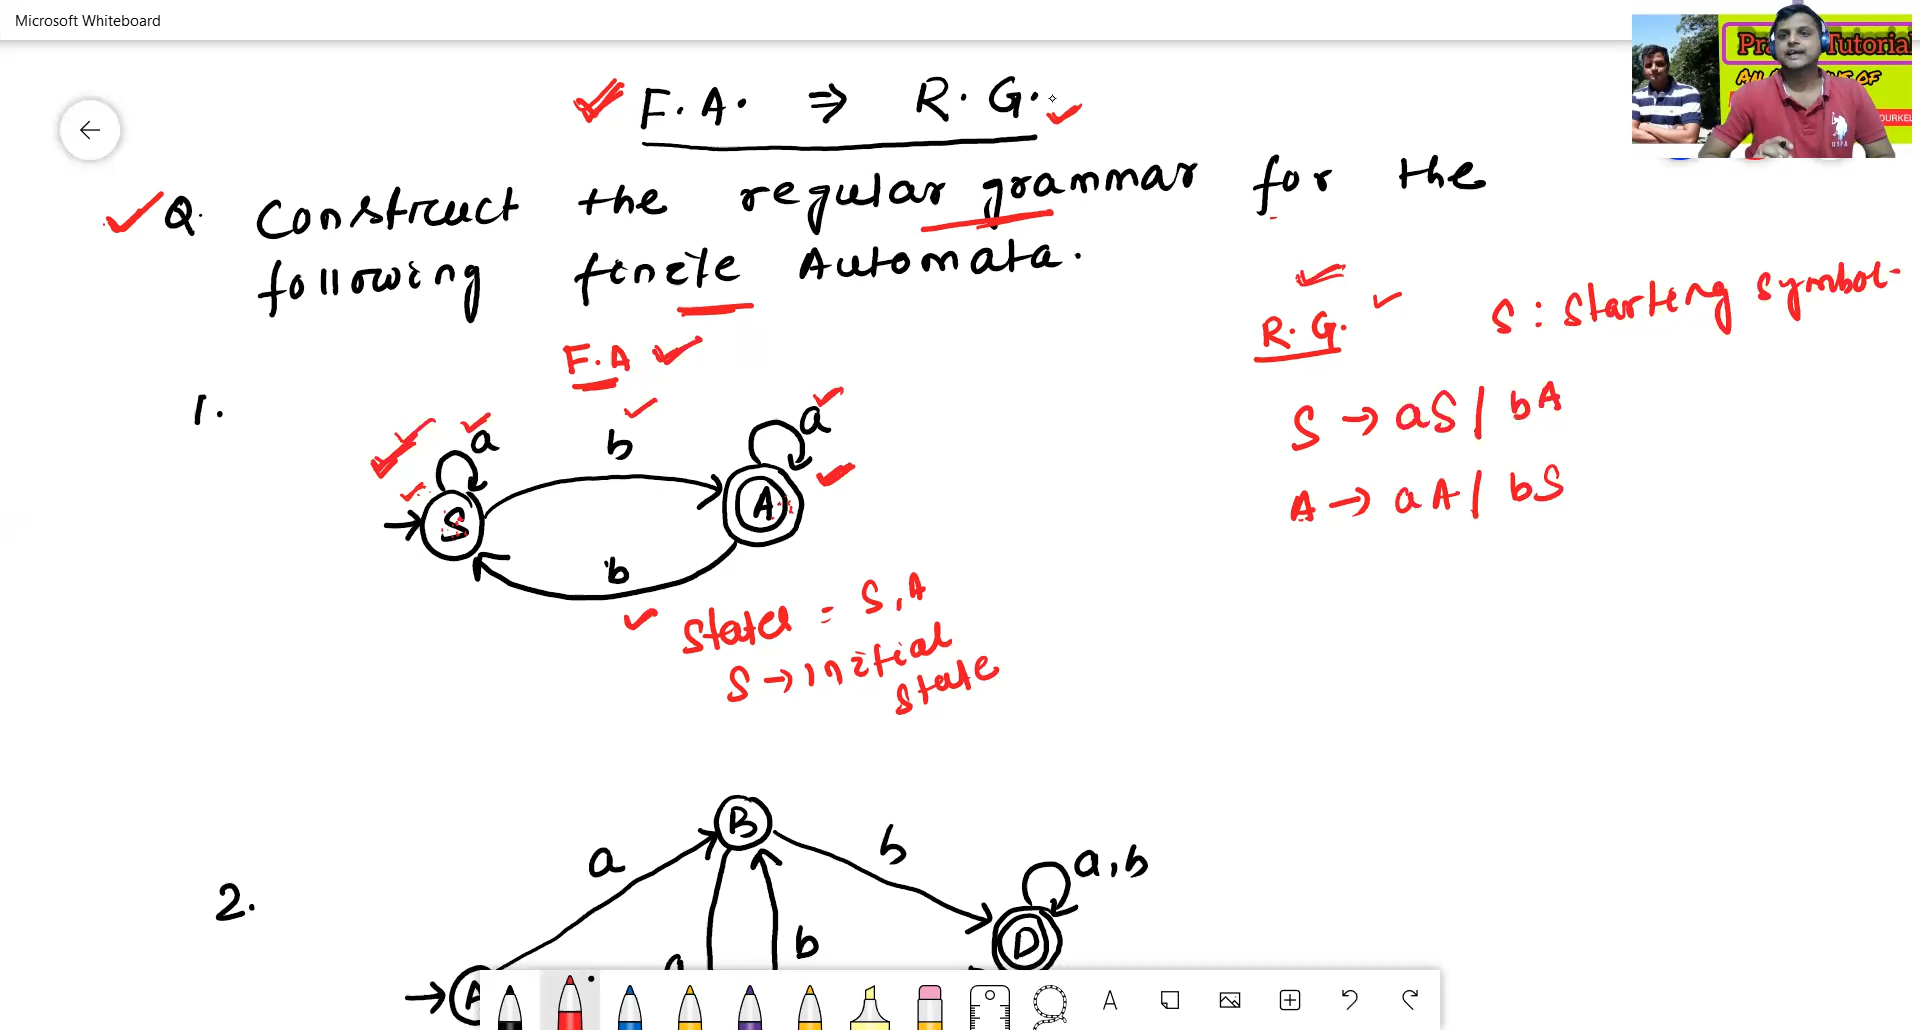 Microsoft Whiteboard
F.A. ⇒ R.G.
Q. Construct the regular grammar for the
following finite Automata.
F.A
R.G.
S : Starting symbol
1.
a
b
a
S
A
b
S → aS | bA
A → aA | bS
States = S, A
S → initial
state
2.
B
a
b
a,b
D
b
a
A